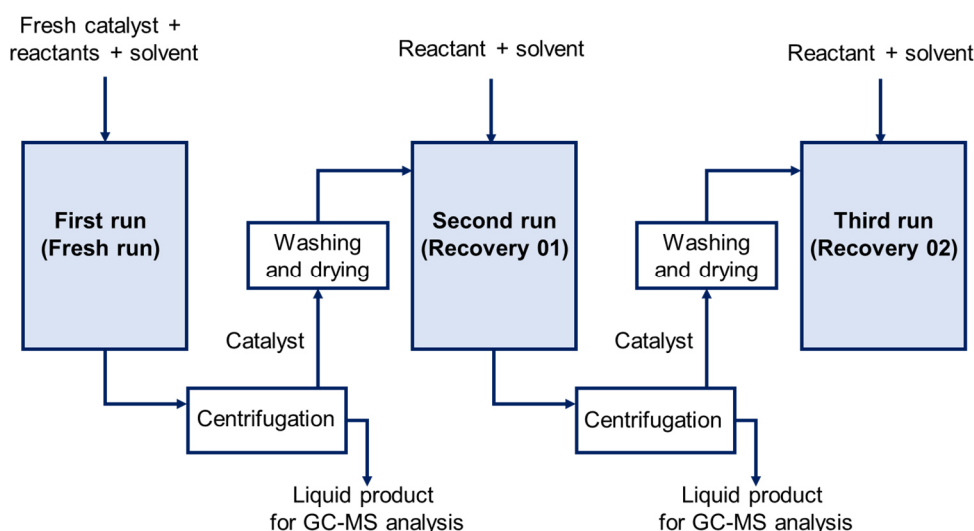 Fresh catalyst +
reactants + solvent
First run
(Fresh run)
Centrifugation
Liquid product
for GC-MS analysis
Catalyst
Washing
and drying
Reactant + solvent
Second run
(Recovery 01)
Centrifugation
Liquid product
for GC-MS analysis
Catalyst
Washing
and drying
Reactant + solvent
Third run
(Recovery 02)